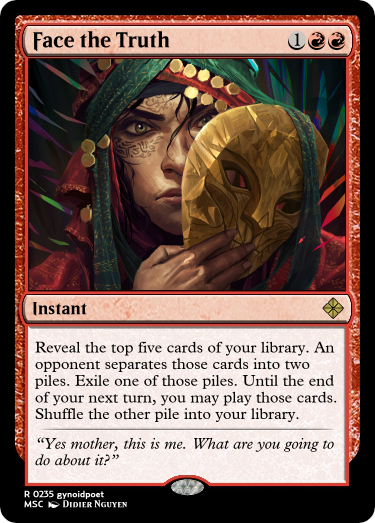 Face the Truth 1
Instant
Reveal the top five cards of your library. An
opponent separates those cards into two
piles. Exile one of those piles. Until the end
of your next turn, you may play those cards.
Shuffle the other pile into your library.
“Yes mother, this is me. What are you going to
do about it?”
R 0235 gynoidpoet
MSC Didier Nguyen